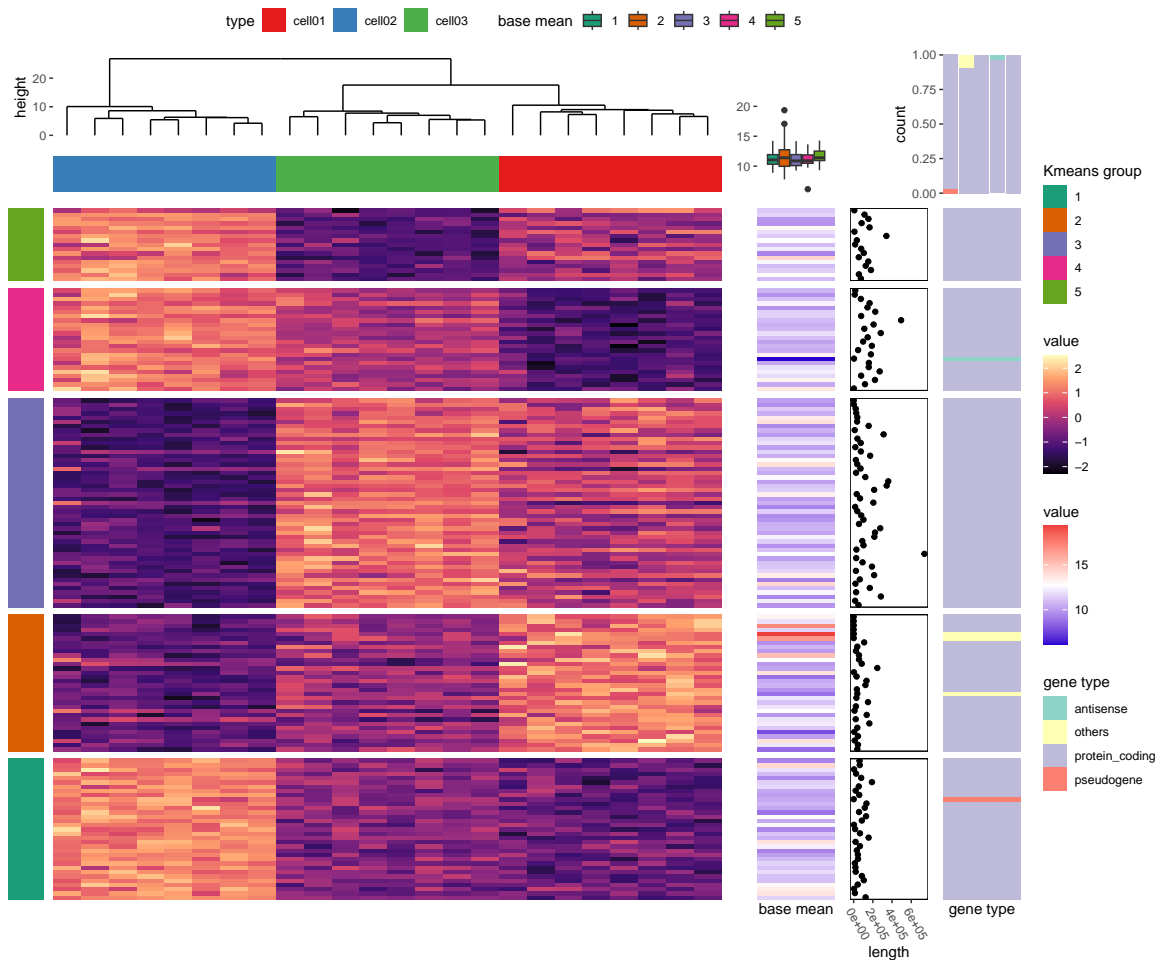 type cell01 cell02 cell03 base mean 1 2 3 4 5
height
20
10
0
20
15
10
count
1.00
0.75
0.50
0.25
0.00
Kmeans group
1
2
3
4
5
value
2
1
0
−1
−2
value
15
10
gene type
antisense
others
protein_coding
pseudogene
base mean
0e+00
2e+05
4e+05
6e+05
length
gene type